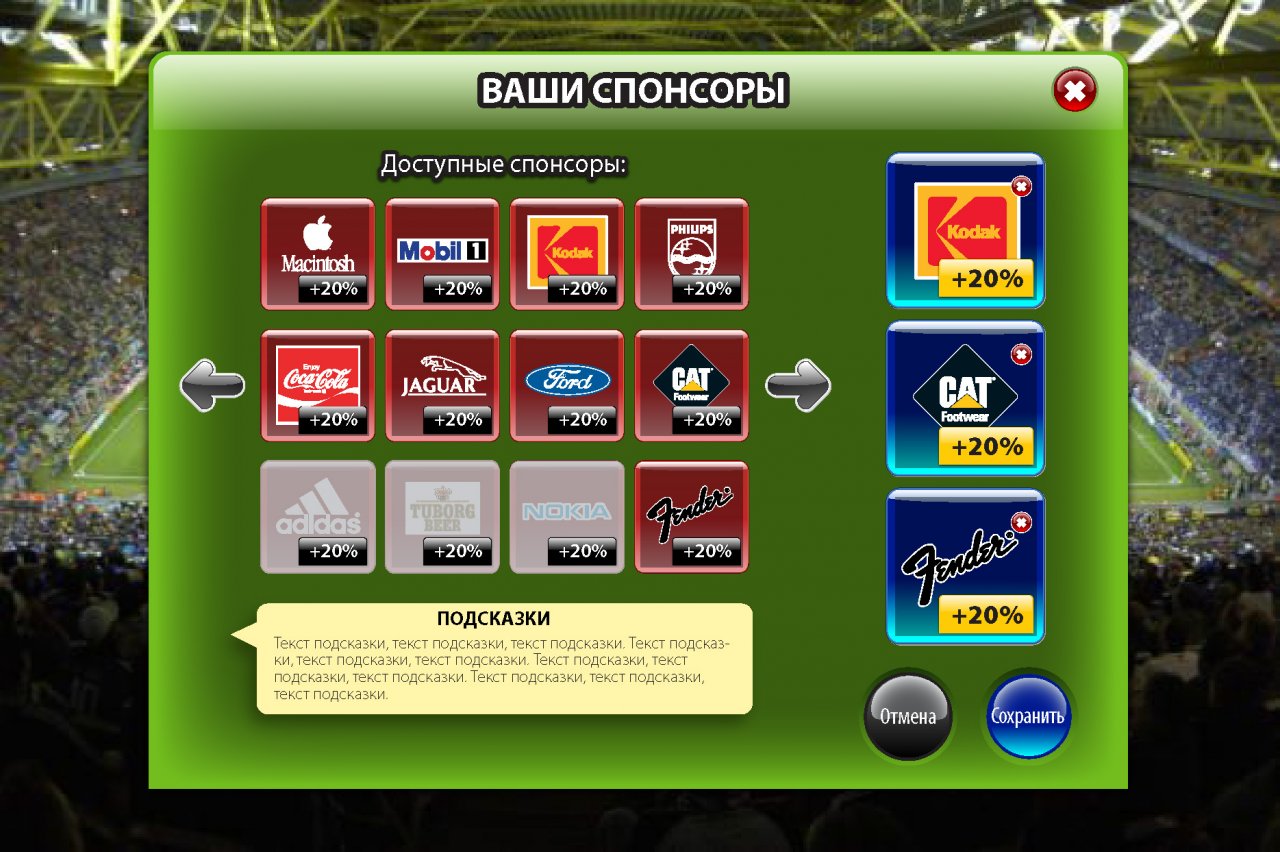 ВАШИ СПОНСОРЫ
Доступные спонсоры:
Macintosh
+20%
Mobil 1
+20%
Kodak
+20%
PHILIPS
+20%
Enjoy
Coca-Cola
+20%
JAGUAR
+20%
Ford
+20%
CAT
Footwear
+20%
adidas
+20%
TUBORG
BEER
+20%
NOKIA
+20%
Fender
+20%
ПОДСКАЗКИ
Текст подсказки, текст подсказки, текст подсказки. Текст подсказ-
ки, текст подсказки, текст подсказки. Текст подсказки, текст
подсказки, текст подсказки. Текст подсказки, текст подсказки,
текст подсказки.
Kodak
+20%
CAT
Footwear
+20%
Fender
+20%
Отмена
Сохранить